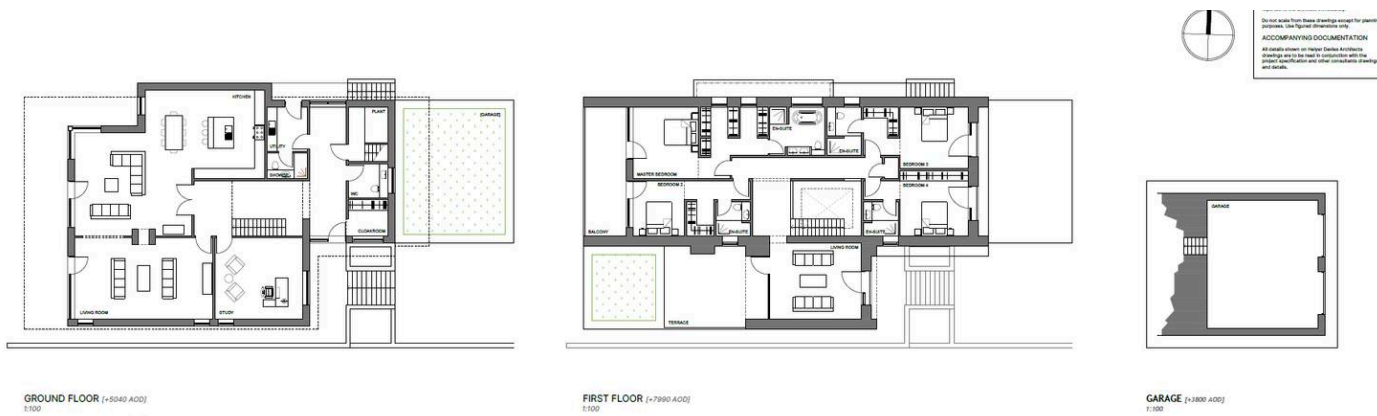 Do not scale from these drawings except for planning
purposes. Use figured dimensions only.
ACCOMPANYING DOCUMENTATION
All details shown on Helyer Davies Architects
drawings are to be read in conjunction with the
project specification and other consultants drawings
and details.
KITCHEN
PLANT
[GARAGE]
UTILITY
SHOWER
WC
CLOAKROOM
LIVING ROOM
STUDY
EN-SUITE
EN-SUITE
MASTER BEDROOM
BEDROOM 3
BEDROOM 2
BEDROOM 4
BALCONY
EN-SUITE
EN-SUITE
LIVING ROOM
TERRACE
GARAGE
GROUND FLOOR [+5040 AOD]
1:100
FIRST FLOOR [+7990 AOD]
1:100
GARAGE [+3800 AOD]
1:100